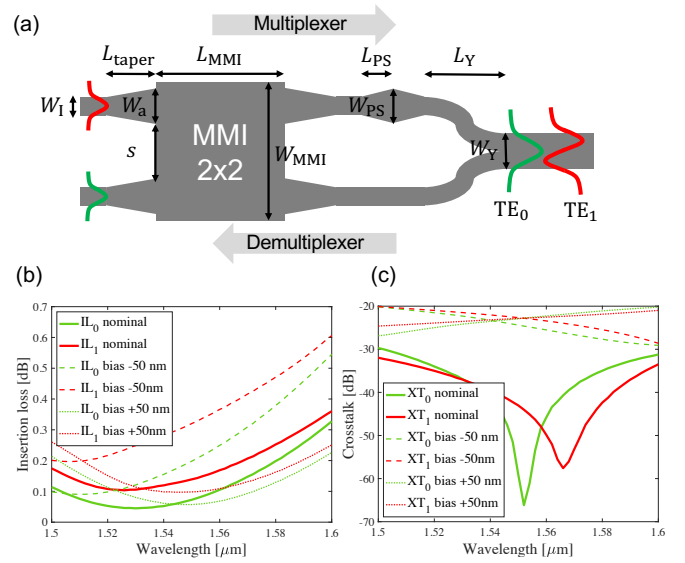 (a)
Multiplexer
L_taper
L_MMI
L_PS
L_Y
W_I
W_a
s
MMI
2x2
W_MMI
W_PS
W_Y
TE_0
TE_1
Demultiplexer
(b)
Insertion loss [dB]
0.7
0.6
0.5
0.4
0.3
0.2
0.1
0
IL_0 nominal
IL_1 nominal
IL_0 bias -50 nm
IL_1 bias -50nm
IL_0 bias +50 nm
IL_1 bias +50nm
1.5
1.52
1.54
1.56
1.58
1.6
Wavelength [μm]
(c)
Crosstalk [dB]
-20
-30
-40
-50
-60
-70
XT_0 nominal
XT_1 nominal
XT_0 bias -50 nm
XT_1 bias -50nm
XT_0 bias +50 nm
XT_1 bias +50nm
1.5
1.52
1.54
1.56
1.58
1.6
Wavelength [μm]